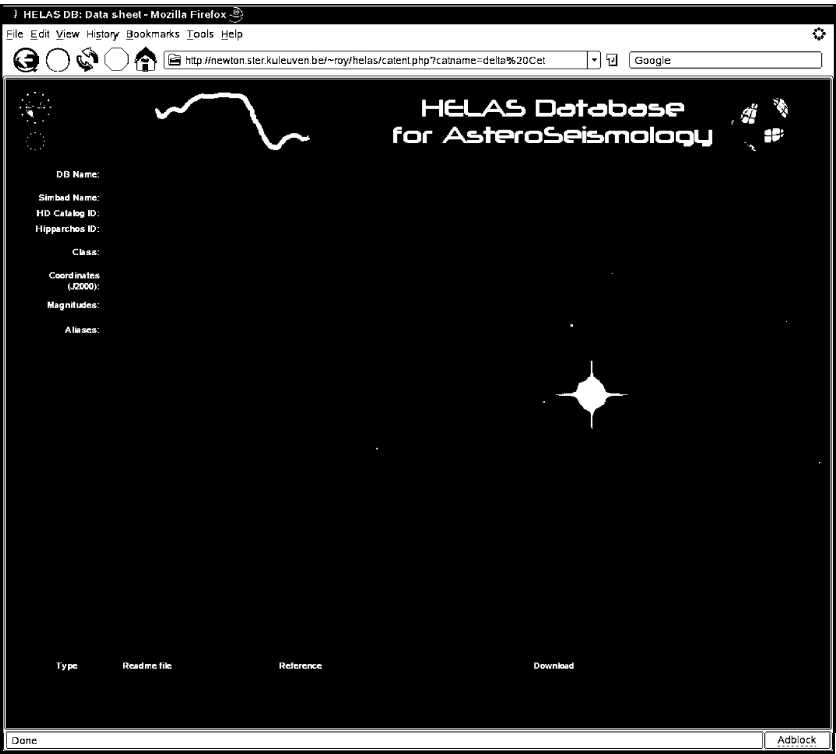 HELAS DB: Data sheet - Mozilla Firefox
File Edit View History Bookmarks Tools Help
http://newton.ster.kuleuven.be/~roy/helas/catent.php?catname=delta%20Cet
Google
HELAS Database
for AsteroSeismology
DB Name:
Simbad Name:
HD Catalog ID:
Hipparchos ID:
Class:
Coordinates
(J2000):
Magnitudes:
Aliases:
Type Readme file Reference Download
Done Adblock